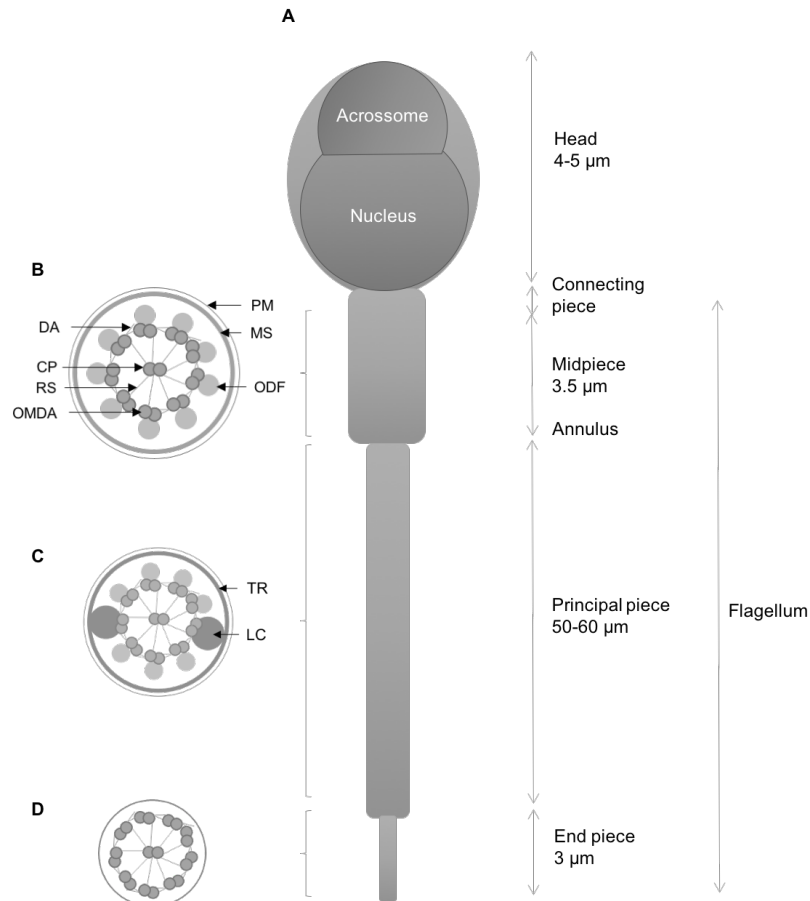 A
Acrossome
Nucleus
Head
4-5 µm
Connecting
piece
Midpiece
3.5 µm
Annulus
Principal piece
50-60 µm
Flagellum
End piece
3 µm
B
PM
DA
MS
CP
RS
ODF
OMDA
C
TR
LC
D